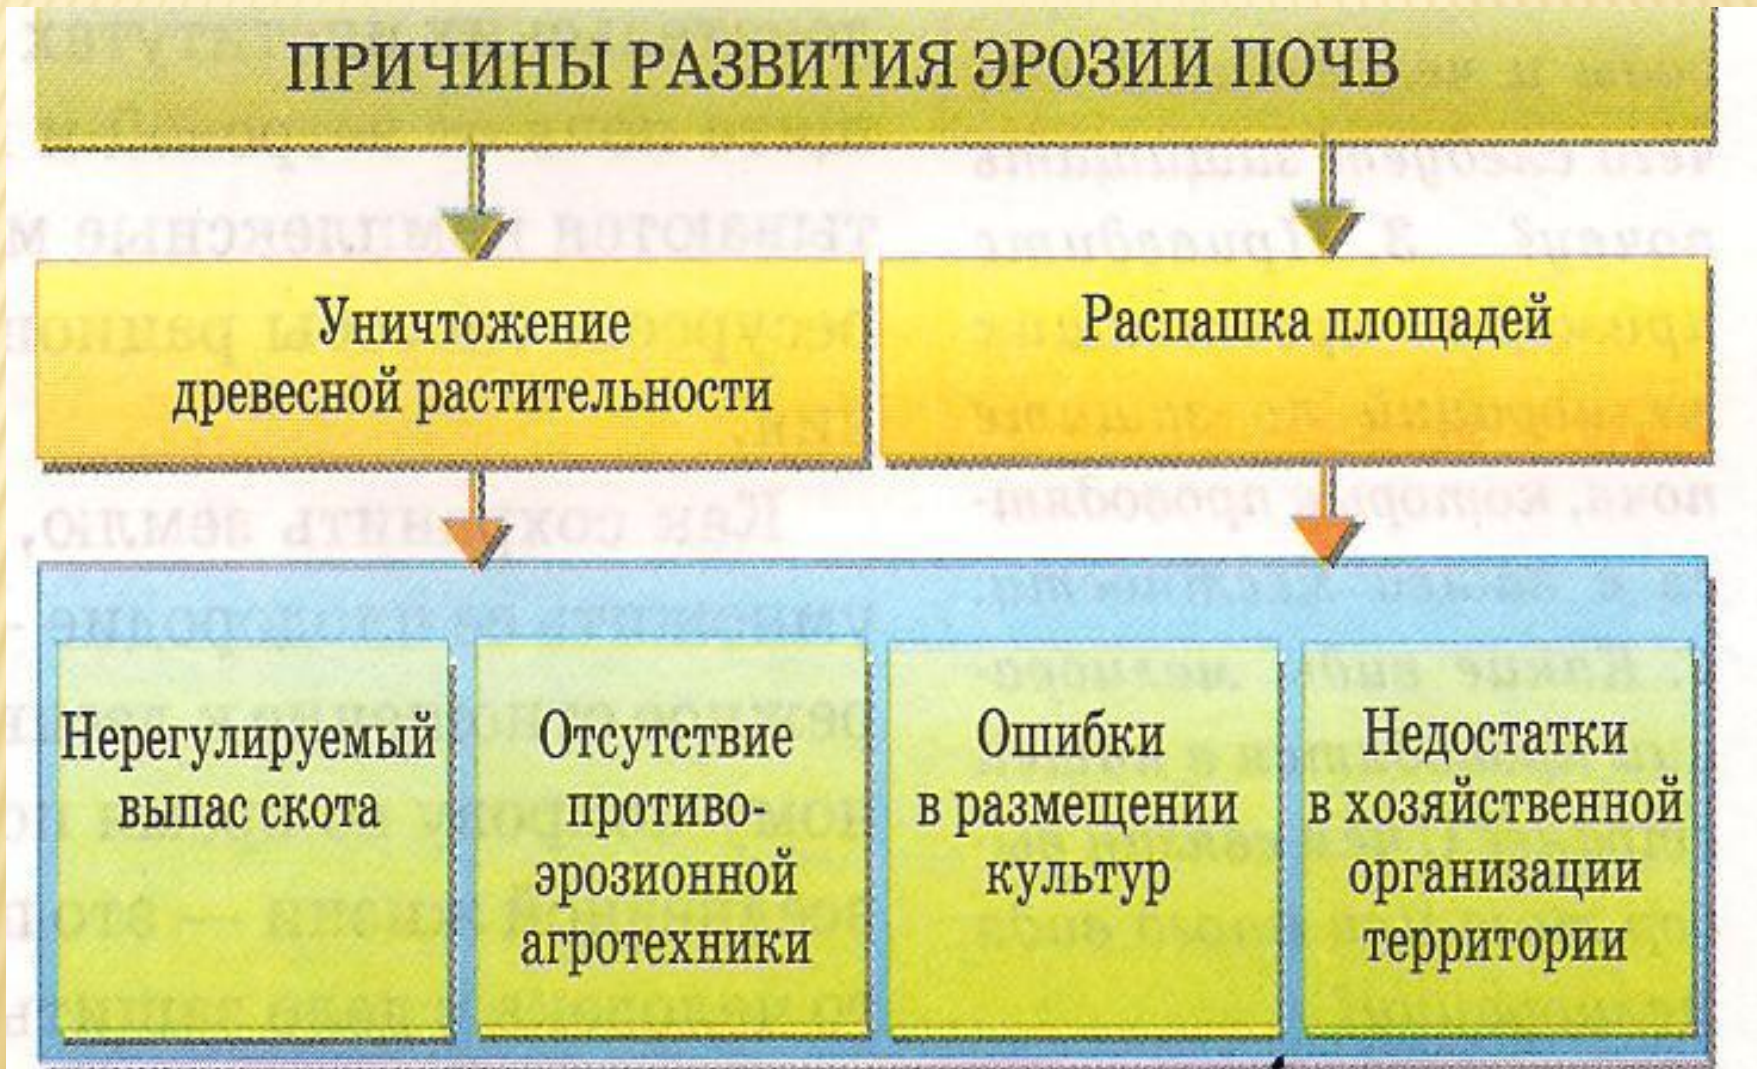 ПРИЧИНЫ РАЗВИТИЯ ЭРОЗИИ ПОЧВ
Уничтожение
древесной растительности
Распашка площадей
Нерегулируемый
выпас скота
Отсутствие
противо-
эрозионной
агротехники
Ошибки
в размещении
культур
Недостатки
в хозяйственной
организации
территории